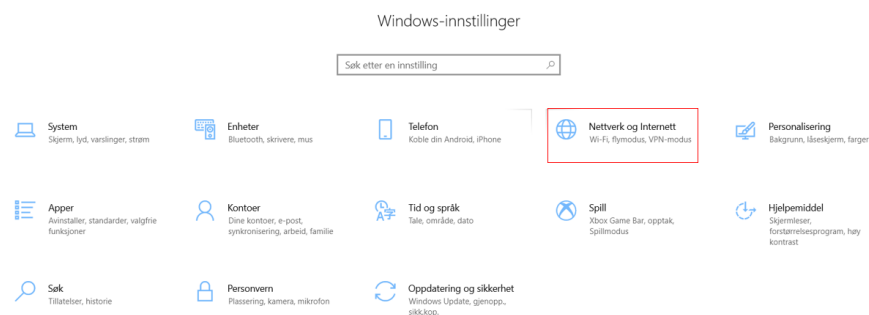 Windows-innstillinger
Søk etter en innstilling
System
Skjerm, lyd, varslinger, strøm
Enheter
Bluetooth, skrivere, mus
Telefon
Koble din Android, iPhone
Nettverk og Internett
Wi-Fi, flymodus, VPN-modus
Personalisering
Bakgrunn, låseskjerm, farger
Apper
Avinstaller, standarder, valgfrie
funksjoner
Kontoer
Dine kontoer, e-post,
synkronisering, arbeid, familie
Tid og språk
Tale, område, dato
Spill
Xbox Game Bar, opptak,
Spillmodus
Hjelpemiddel
Skjermleser,
forstørrelsesprogram, høy
kontrast
Søk
Tillatelser, historie
Personvern
Plassering, kamera, mikrofon
Oppdatering og sikkerhet
Windows Update, gjenopp.,
sikk.kop.